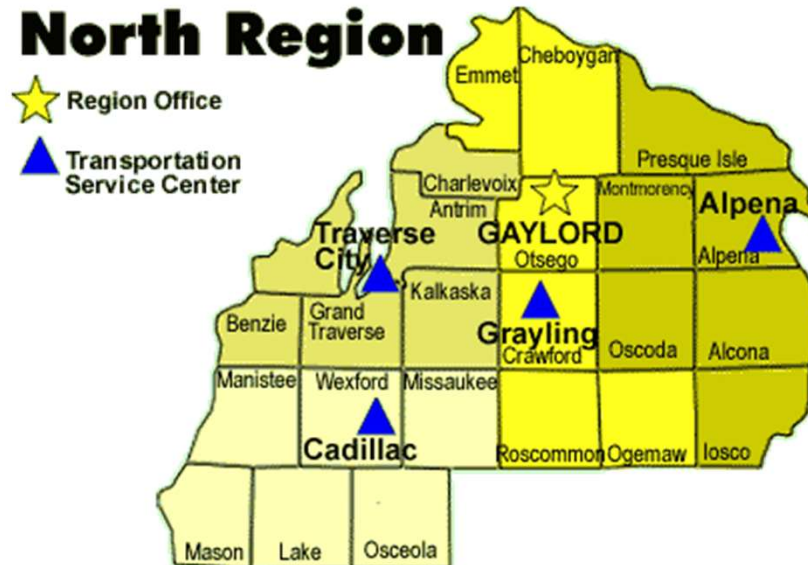 North Region
Region Office
Transportation
Service Center
Emmet
Cheboygan
Presque Isle
Charlevoix
Antrim
Montmorency
Alpena
Traverse
City
GAYLORD
Otsego
Alpena
Kalkaska
Benzie
Grand
Traverse
Grayling
Crawford
Oscoda
Alcona
Manistee
Wexford
Missaukee
Cadillac
Roscommon
Ogemaw
Iosco
Mason
Lake
Osceola